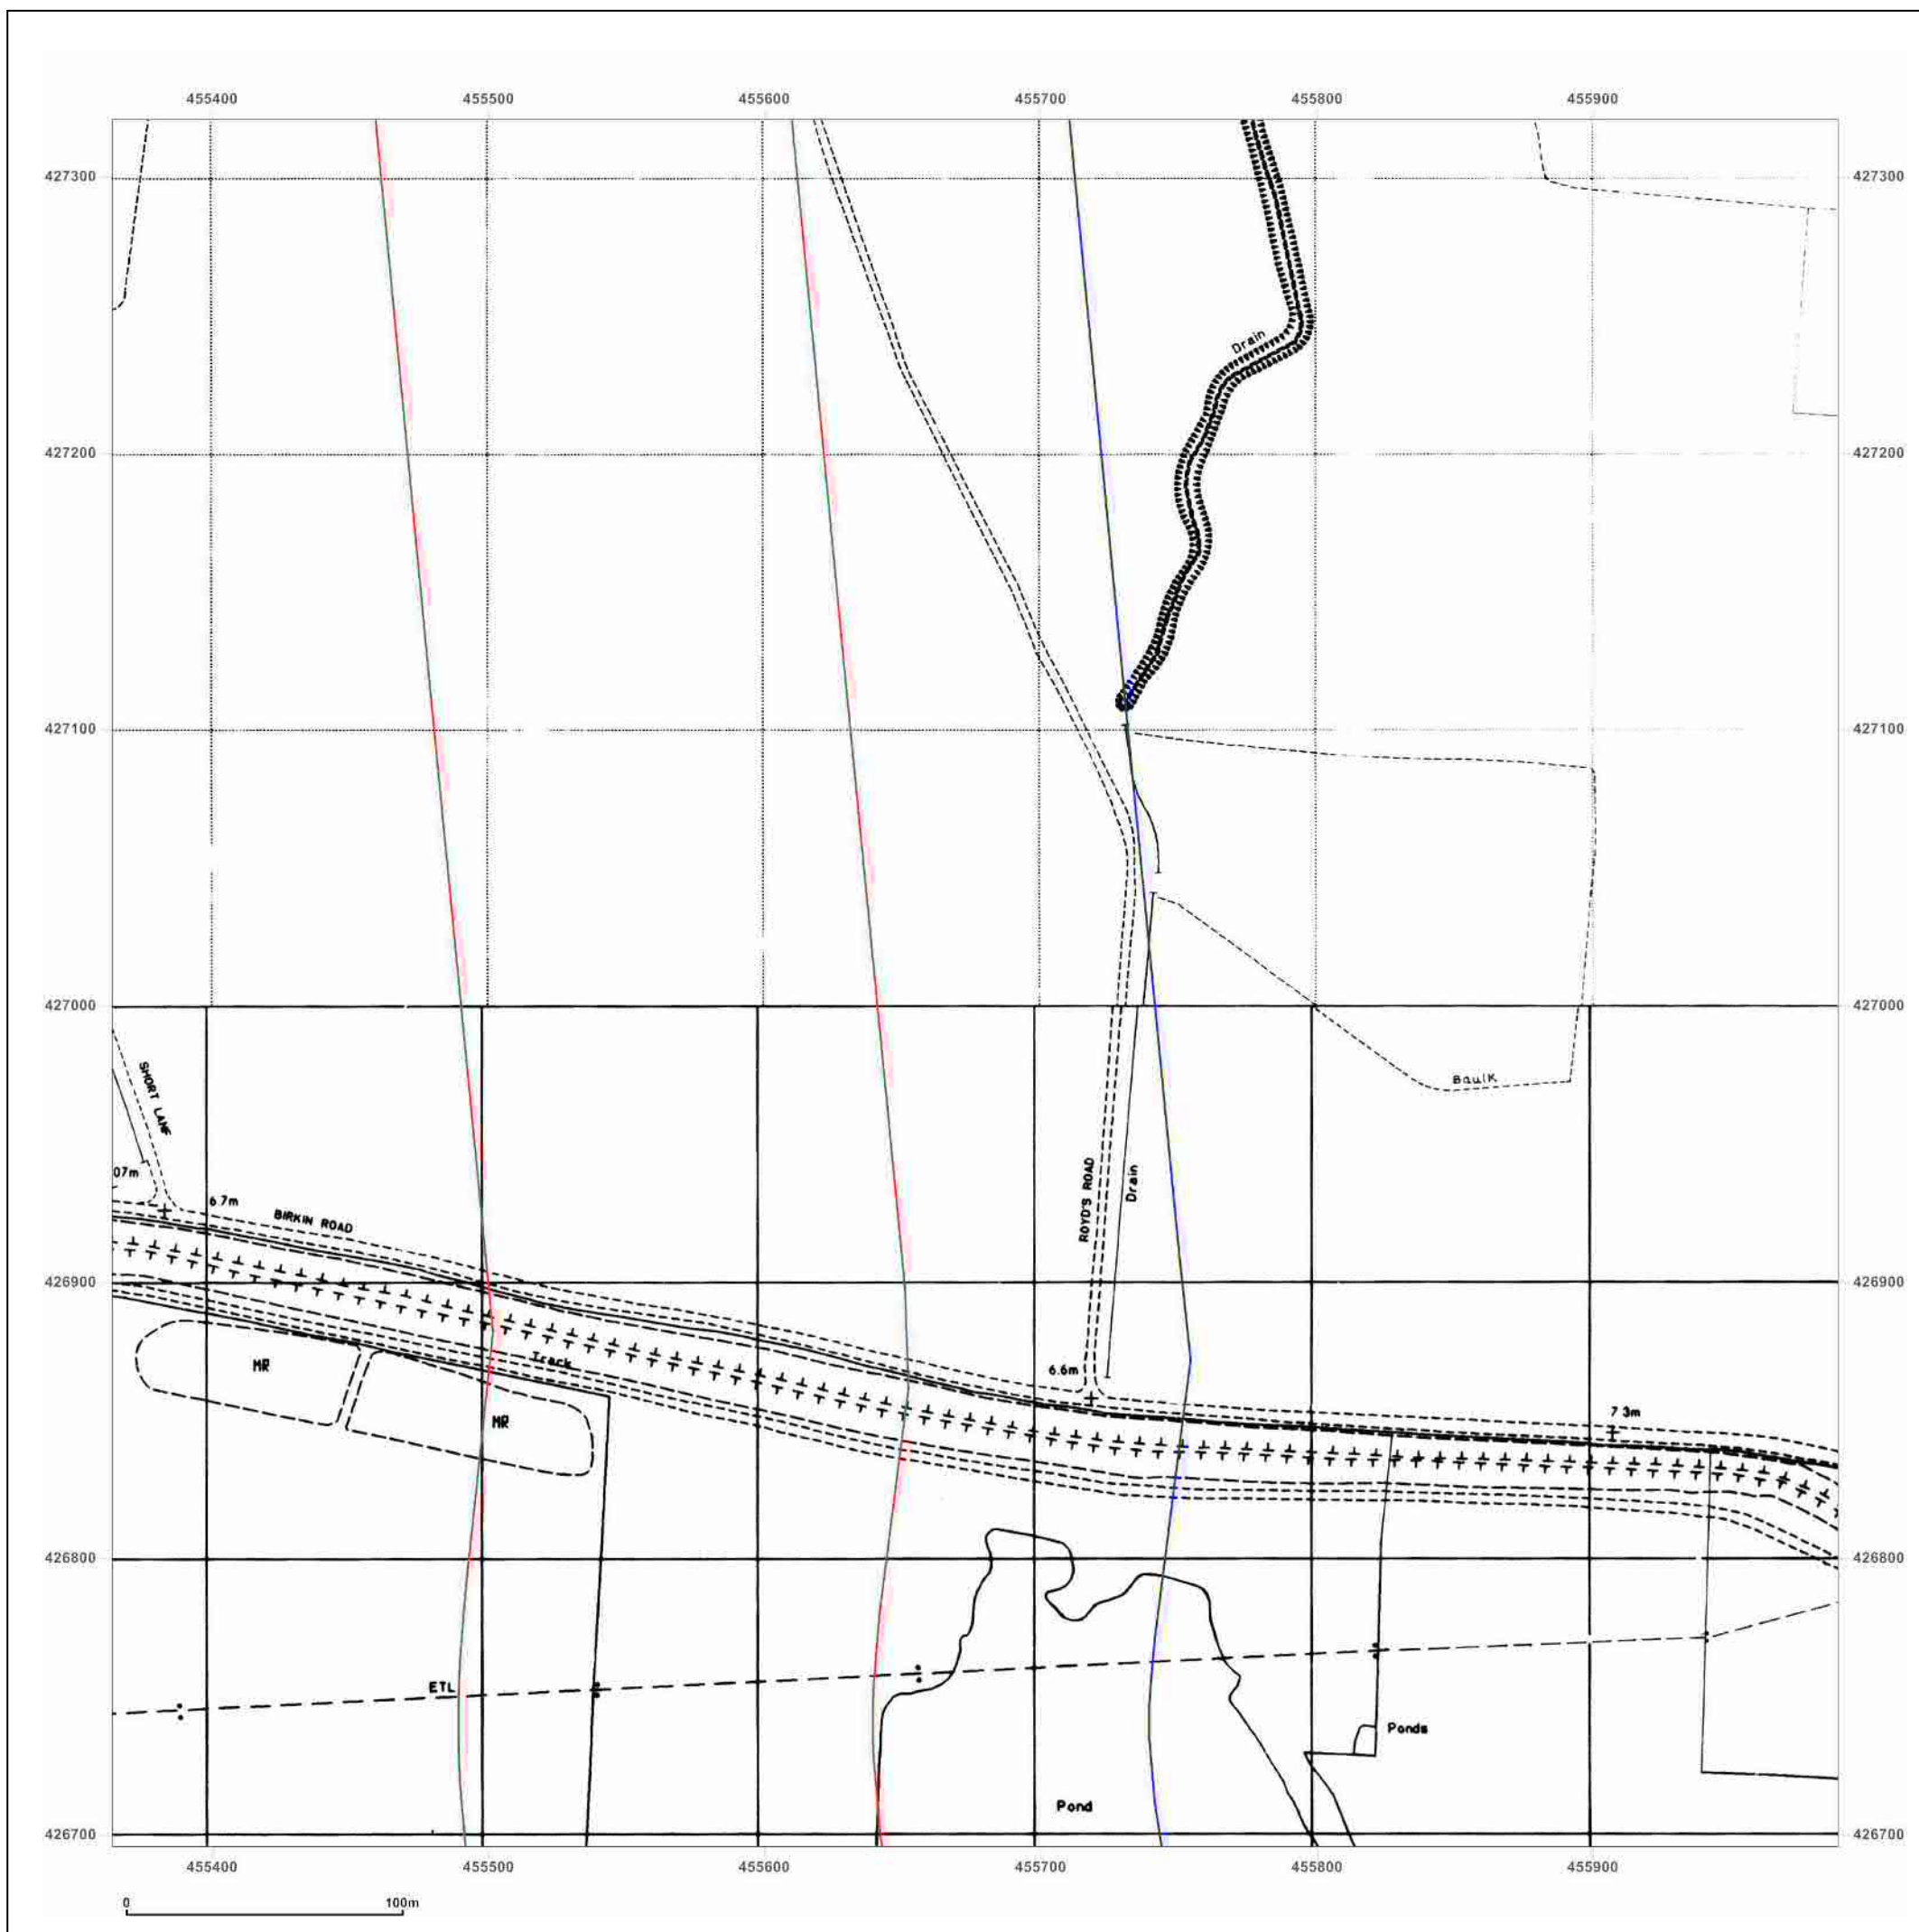 455400 455500 455600 455700 455800 455900
427300 427300
Drain
427200 427200
427100 427100
427000 427000
SHORT LANE
Baulk
07m
6.7m
BIRKIN ROAD
ROYD'S ROAD
Drain
426900 426900
MR
Track
6.6m
7.3m
MR
426800 426800
ETL
Ponds
Pond
426700 426700
455400 455500 455600 455700 455800 455900
0 100m